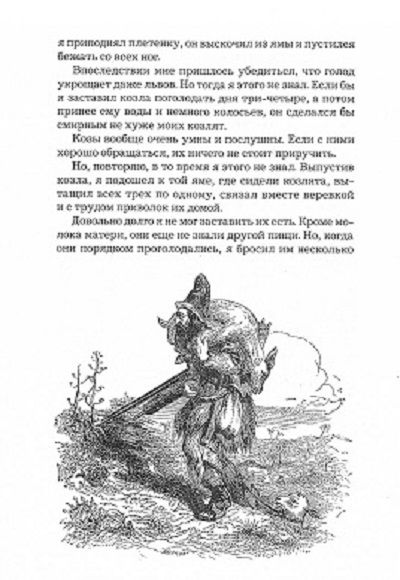 я приподнял плетенку, он выскочил из ямы и пустился
бежать со всех ног.
Впоследствии мне пришлось убедиться, что голод
укрощает даже львов. Но тогда я этого не знал. Если бы
я заставил козла поголодать дня три-четыре, а потом
принес ему воды и немного колосьев, он сделался бы
смирным не хуже моих козлят.
Козы вообще очень умны и послушны. Если с ними
хорошо обращаться, их ничего не стоит приручить.
Но, повторяю, в то время я этого не знал. Выпустив
козла, я подошел к той яме, где сидели козлята, вы-
тащил всех трех по одному, связал вместе веревкой
и с трудом приволок их домой.
Довольно долго я не мог заставить их есть. Кроме мо-
лока матери, они еще не знали другой пищи. Но, когда
они порядком проголодались, я бросил им несколько